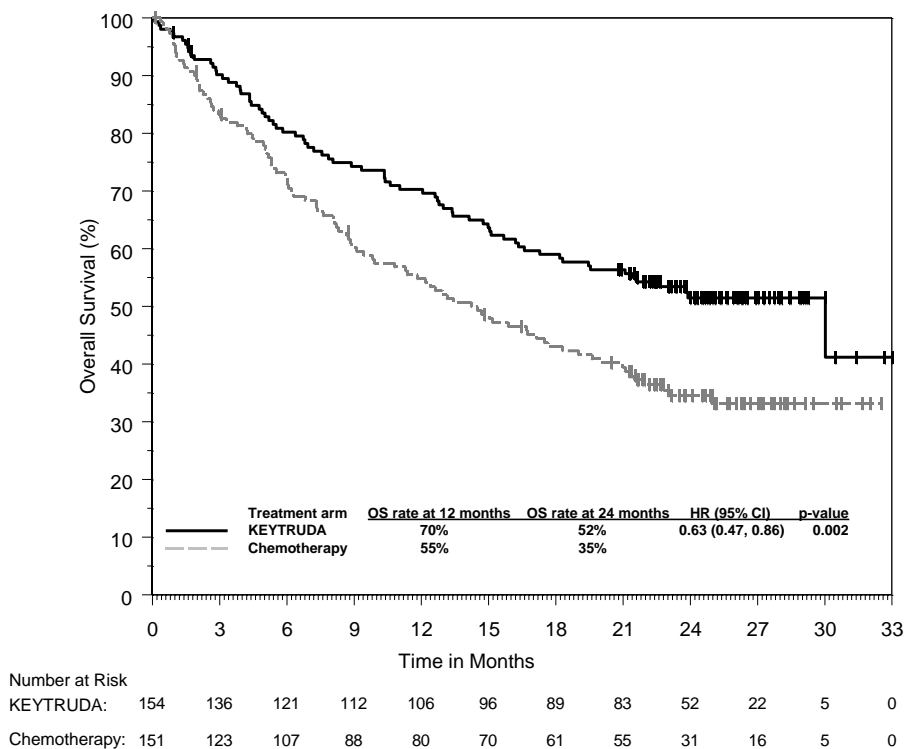 100
90
80
70
60
50
40
30
20
10
0
Overall Survival (%)
Treatment arm OS rate at 12 months OS rate at 24 months HR (95% CI) p-value
KEYTRUDA 70% 52% 0.63 (0.47, 0.86) 0.002
Chemotherapy 55% 35%
0 3 6 9 12 15 18 21 24 27 30 33
Time in Months
Number at Risk
KEYTRUDA: 154 136 121 112 106 96 89 83 52 22 5 0
Chemotherapy: 151 123 107 88 80 70 61 55 31 16 5 0